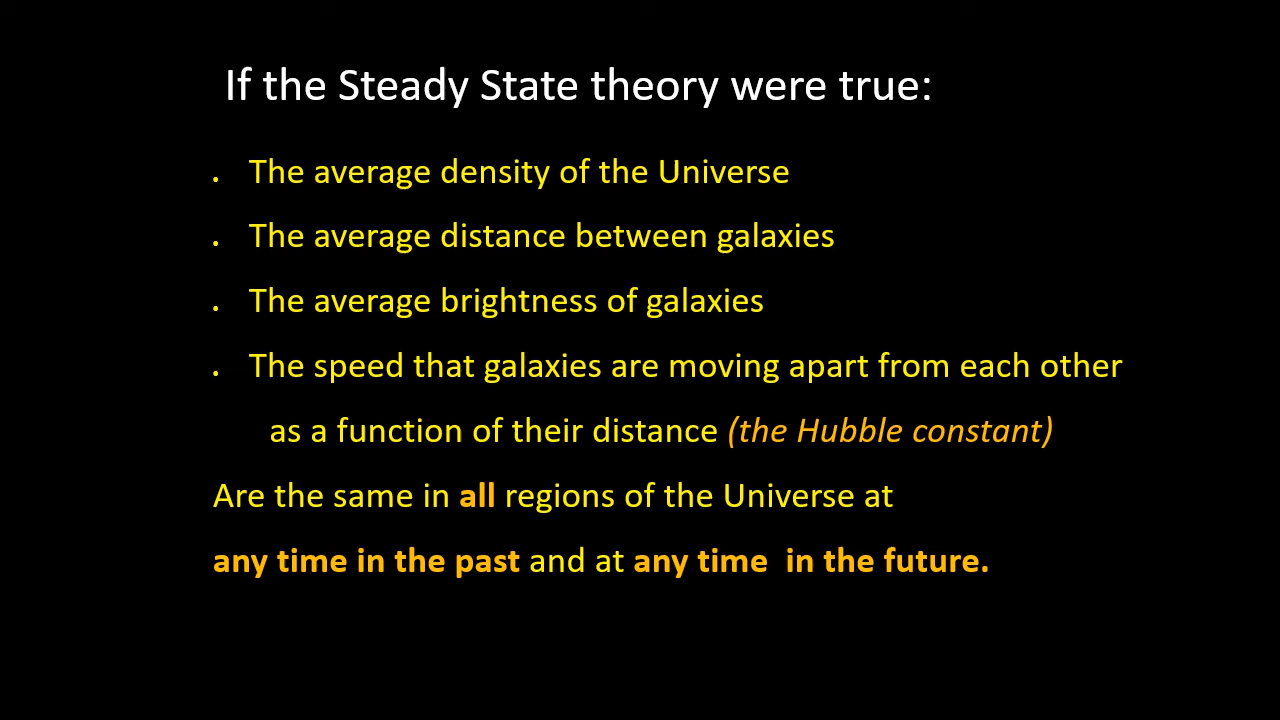 If the Steady State theory were true:
. The average density of the Universe
. The average distance between galaxies
. The average brightness of galaxies
. The speed that galaxies are moving apart from each other
as a function of their distance (the Hubble constant)
Are the same in all regions of the Universe at
any time in the past and at any time  in the future.